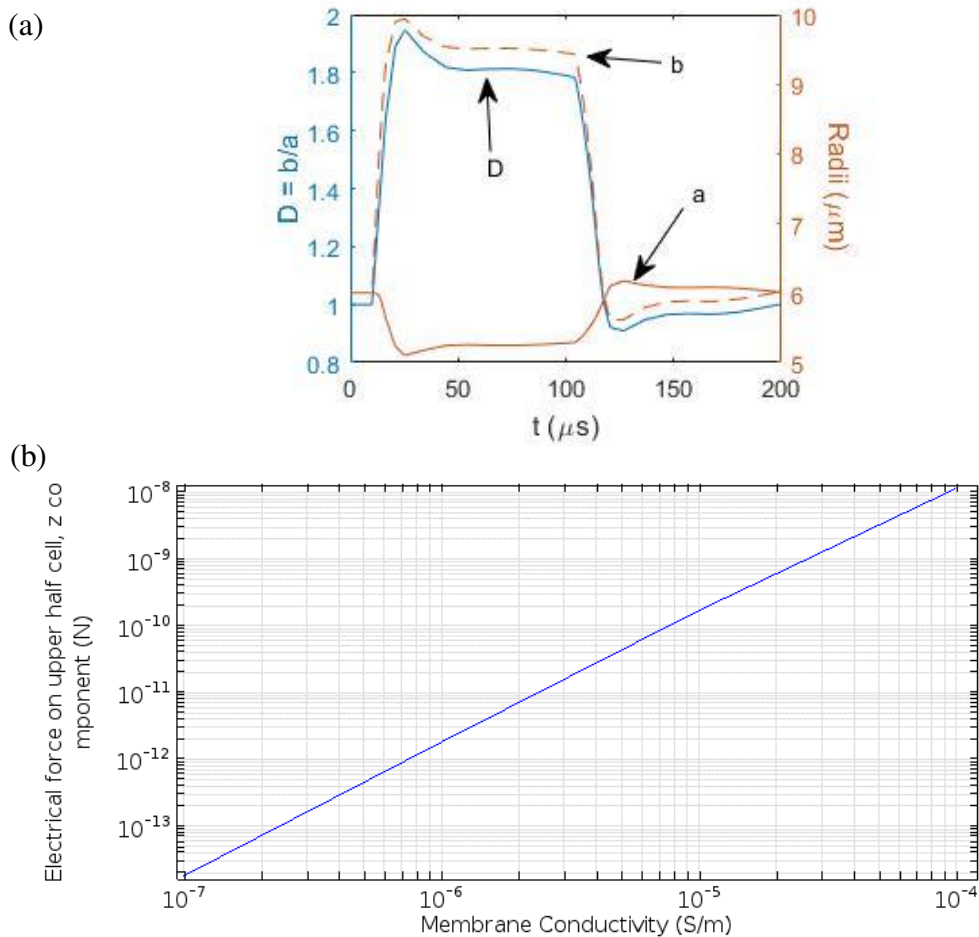 (a)
2
1.8
1.6
1.4
1.2
1
0.8
D = b/a
10
9
8
7
6
5
Radii (μm)
b
D
a
0
50
100
150
200
t (μs)
(b)
Electrical force on upper half cell, z co
mponent (N)
10^-8
10^-9
10^-10
10^-11
10^-12
10^-13
10^-7
10^-6
10^-5
10^-4
Membrane Conductivity (S/m)